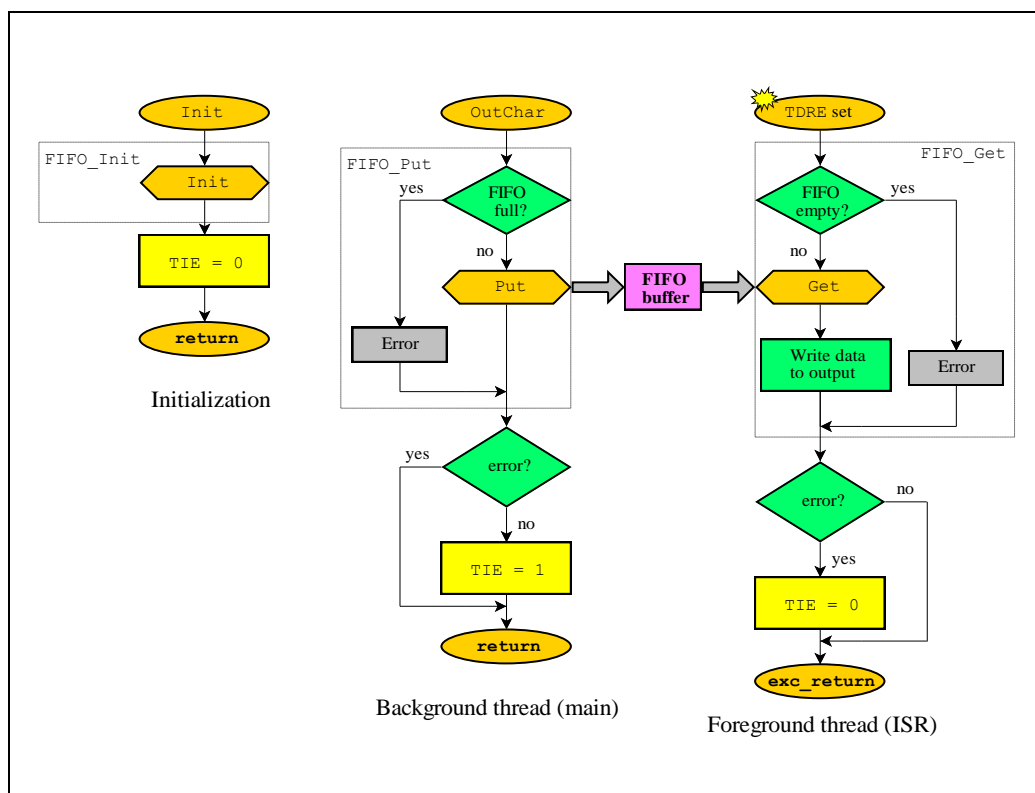 Init
FIFO_Init
Init
TIE = 0
return
Initialization
OutChar
FIFO_Put
yes
FIFO
full?
no
Put
Error
yes
error?
no
TIE = 1
return
Background thread (main)
FIFO
buffer
TDRE set
FIFO_Get
FIFO
empty?
yes
no
Get
Write data
to output
Error
error?
no
yes
TIE = 0
exc_return
Foreground thread (ISR)